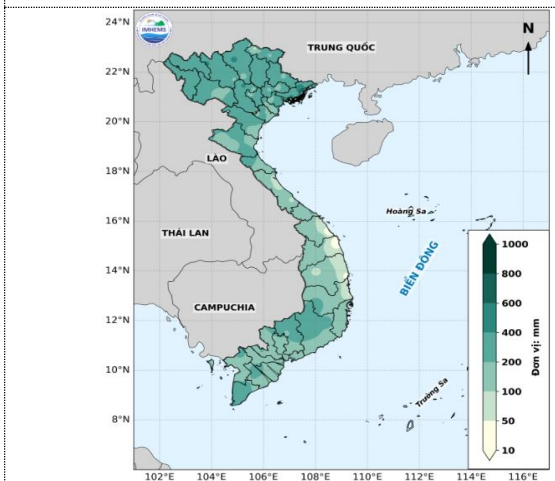 24°N
22°N
20°N
18°N
16°N
14°N
12°N
10°N
8°N
IMHEMS
TRUNG QUỐC
N
LÀO
Hoàng Sa
THÁI LAN
BIỂN ĐÔNG
CAMPUCHIA
Trường Sa
1000
800
600
400
200
100
50
10
Đơn vị: mm
102°E 104°E 106°E 108°E 110°E 112°E 114°E 116°E